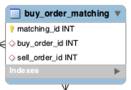 buy_order_matching
matching_id INT
buy_order_id INT
sell_order_id INT
Indexes